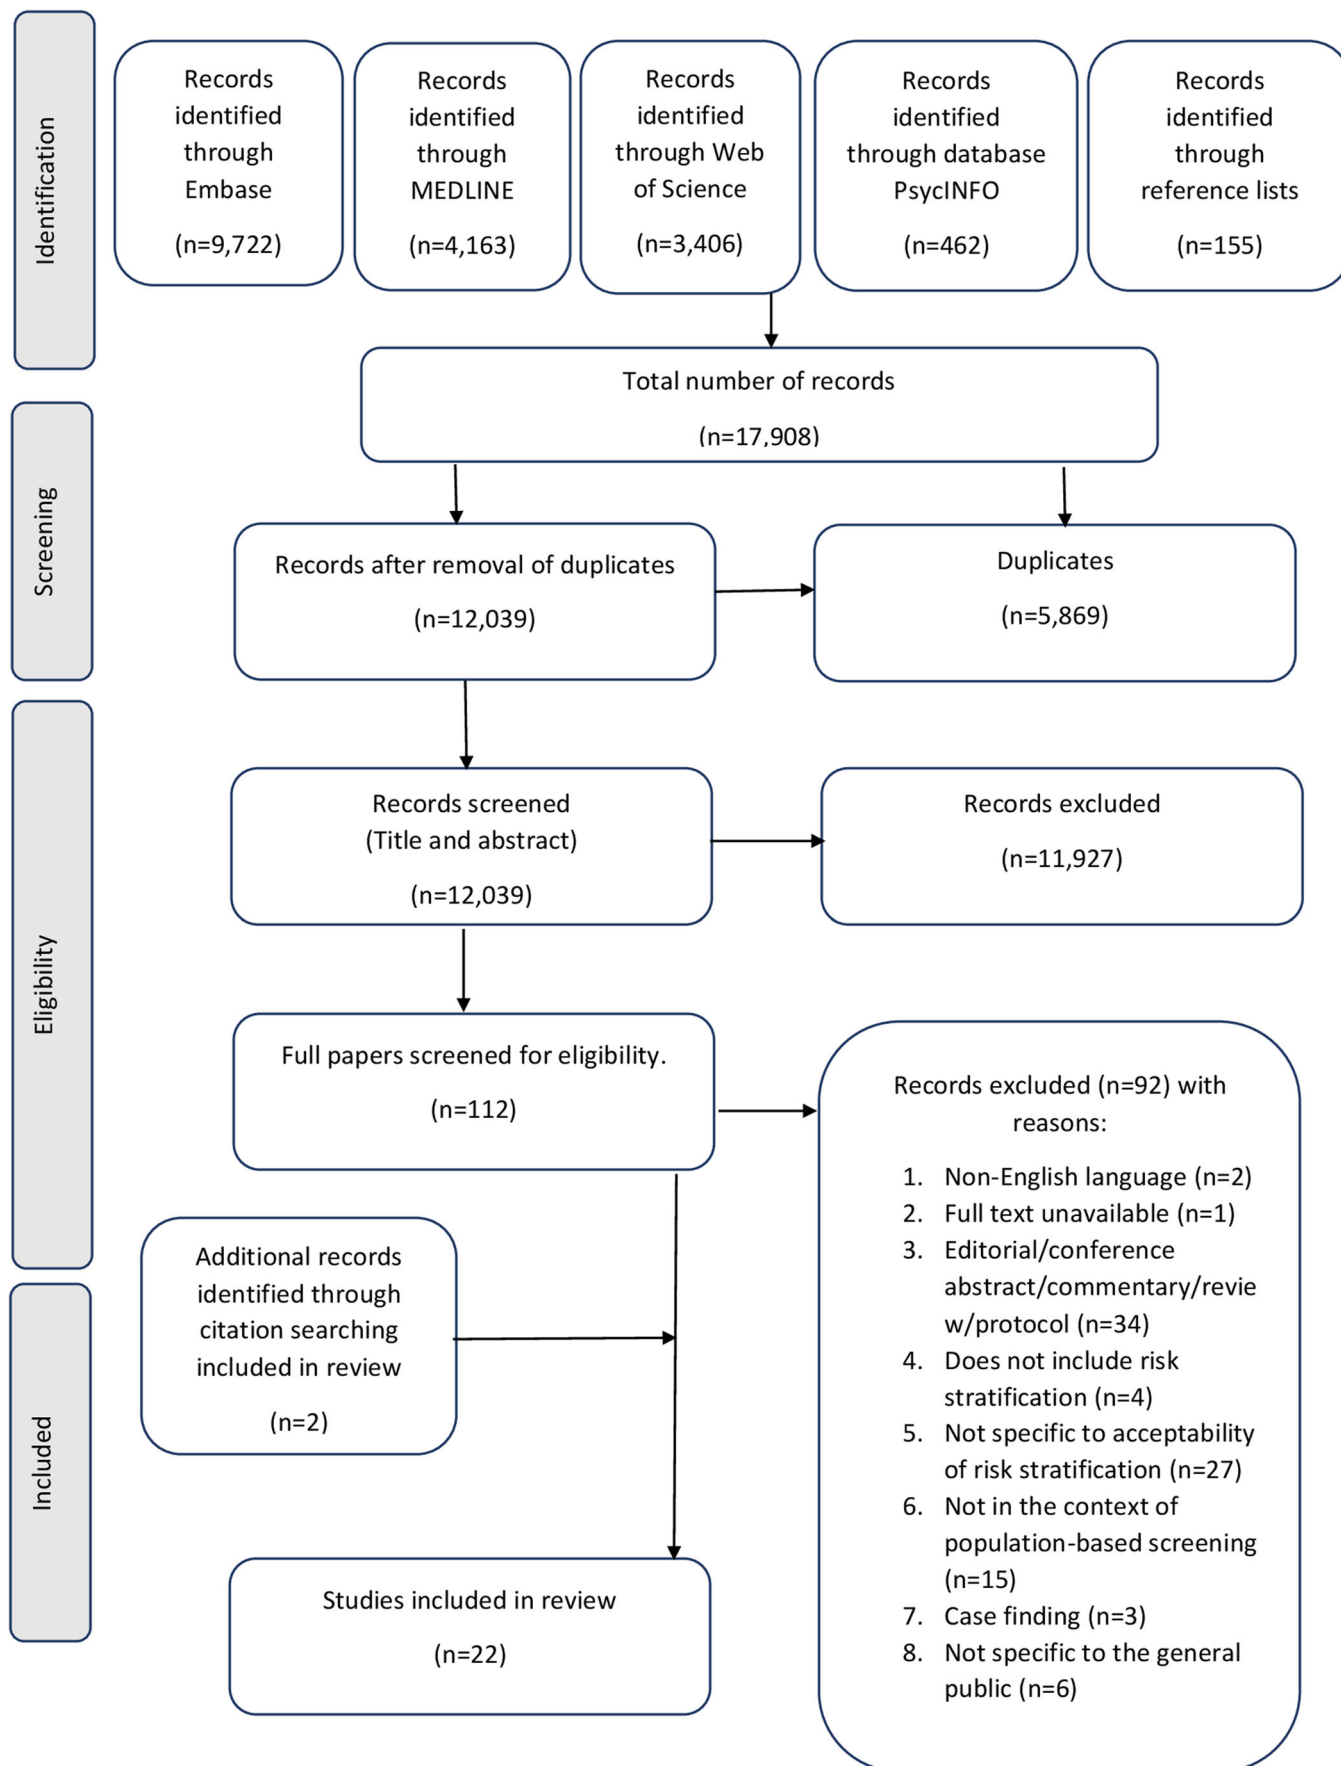 Identification
Records
identified
through
Embase
(n=9,722)
Records
identified
through
MEDLINE
(n=4,163)
Records
identified
through Web
of Science
(n=3,406)
Records
identified
through database
PsycINFO
(n=462)
Records
identified
through
reference lists
(n=155)
Total number of records
(n=17,908)
Screening
Records after removal of duplicates
(n=12,039)
Duplicates
(n=5,869)
Eligibility
Records screened
(Title and abstract)
(n=12,039)
Records excluded
(n=11,927)
Full papers screened for eligibility.
(n=112)
Records excluded (n=92) with
reasons:
1. Non-English language (n=2)
2. Full text unavailable (n=1)
3. Editorial/conference
abstract/commentary/revie
w/protocol (n=34)
4. Does not include risk
stratification (n=4)
5. Not specific to acceptability
of risk stratification (n=27)
6. Not in the context of
population-based screening
(n=15)
7. Case finding (n=3)
8. Not specific to the general
public (n=6)
Additional records
identified through
citation searching
included in review
(n=2)
Included
Studies included in review
(n=22)